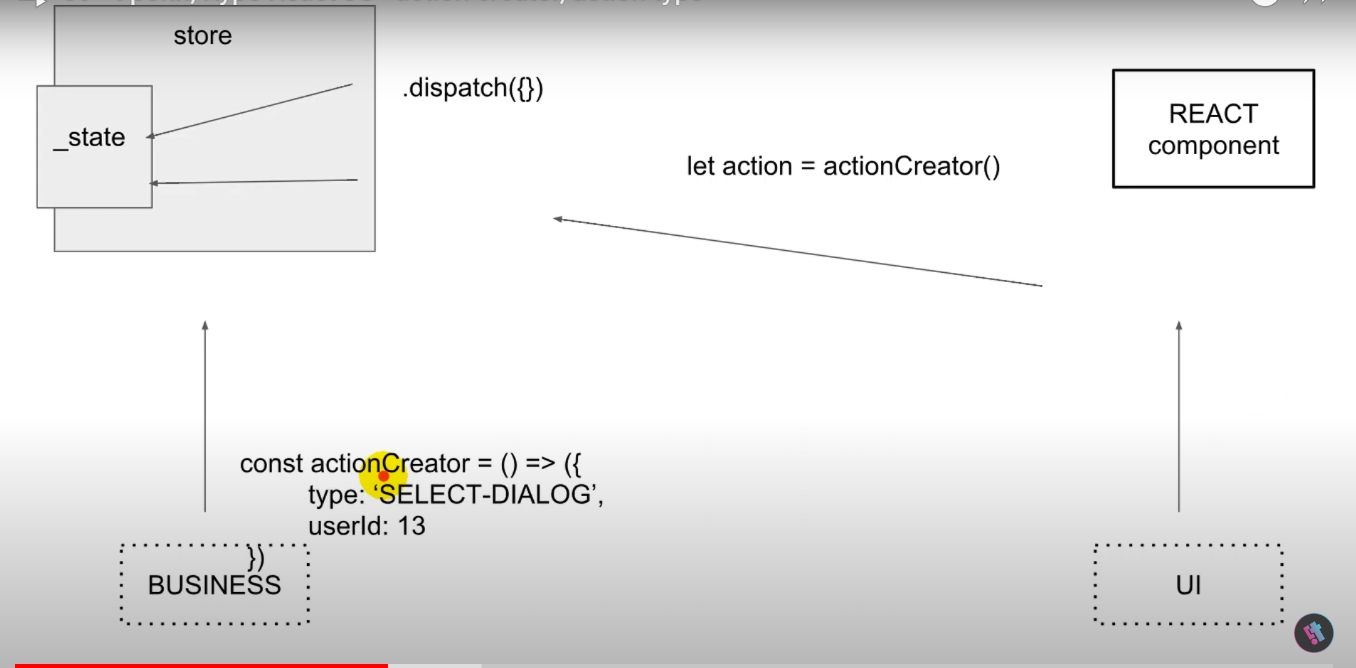 store
.dispatch({})
_state
REACT
component
let action = actionCreator()
const actionCreator = () => ({
type: ‘SELECT-DIALOG’,
userId: 13
})
BUSINESS
UI